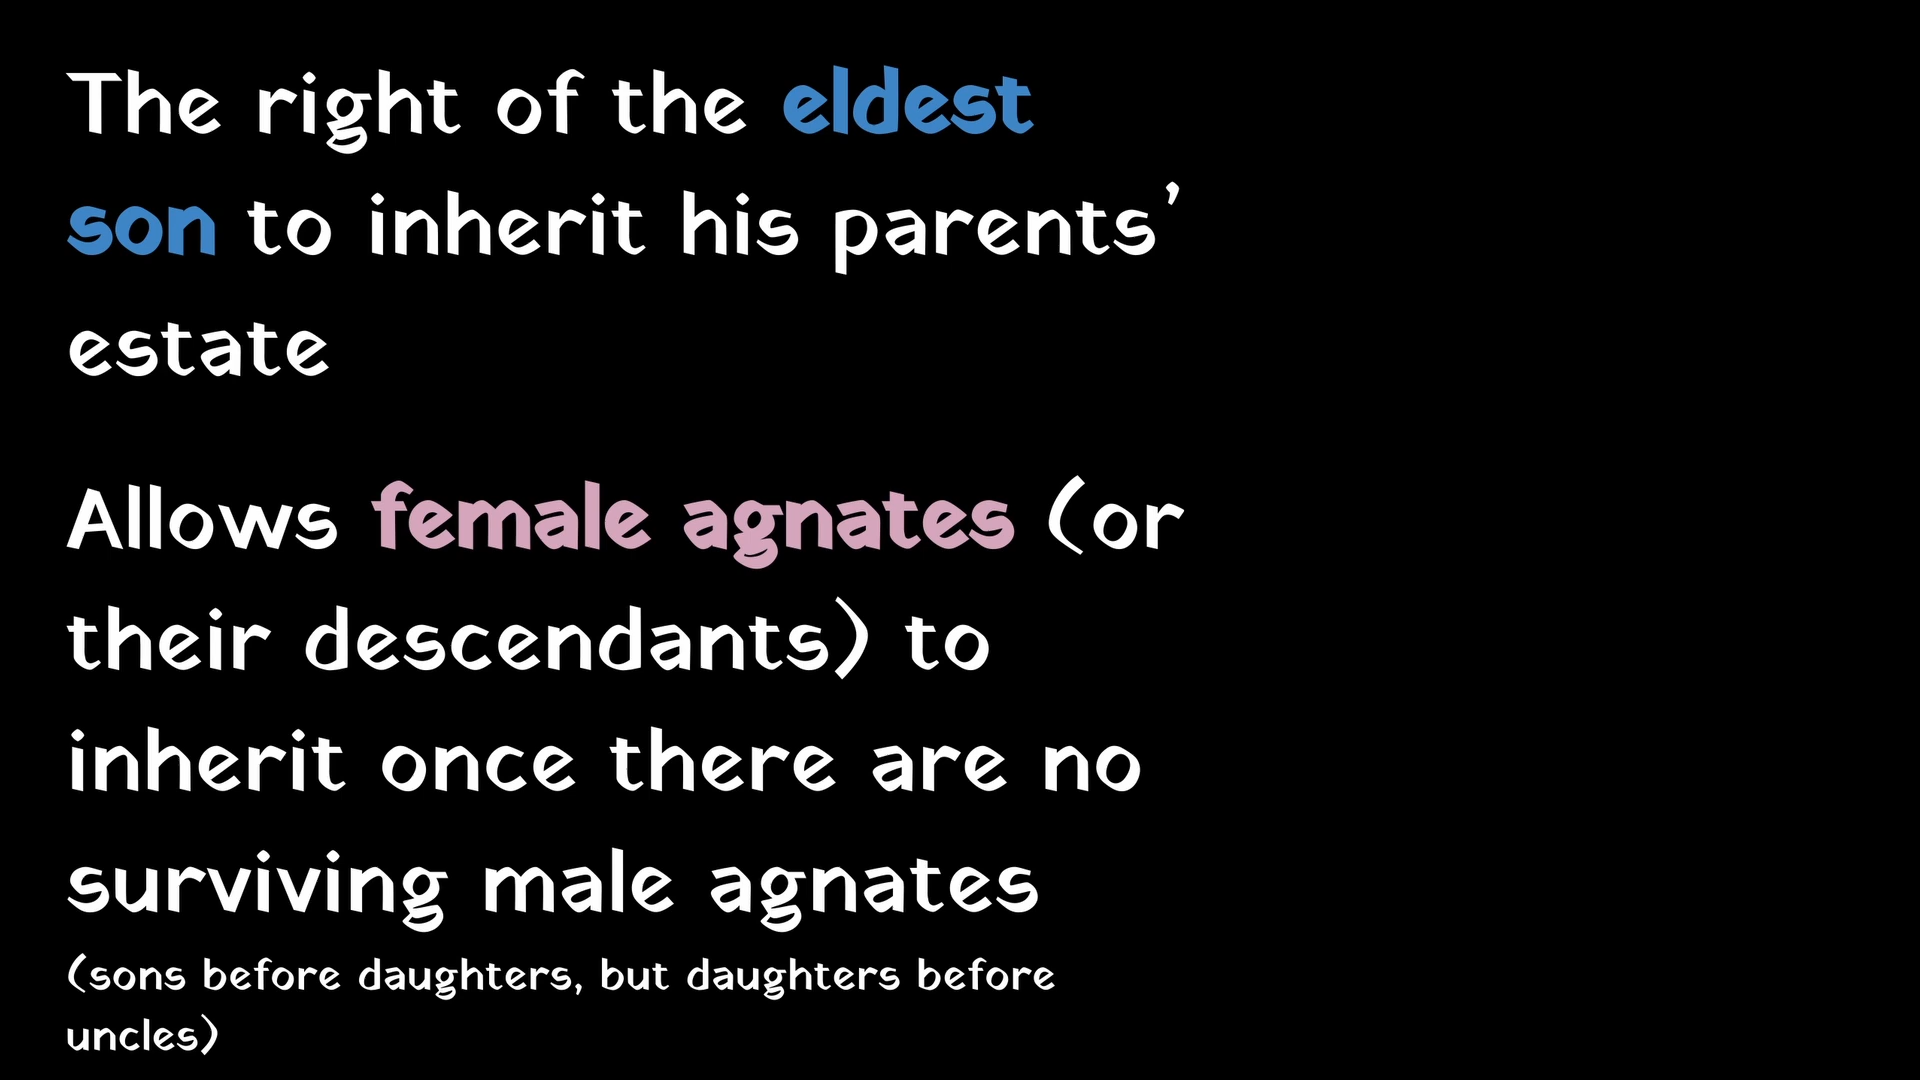 The right of the eldest
son to inherit his parents’
estate
Allows female agnates (or
their descendants) to
inherit once there are no
surviving male agnates
(sons before daughters, but daughters before
uncles)